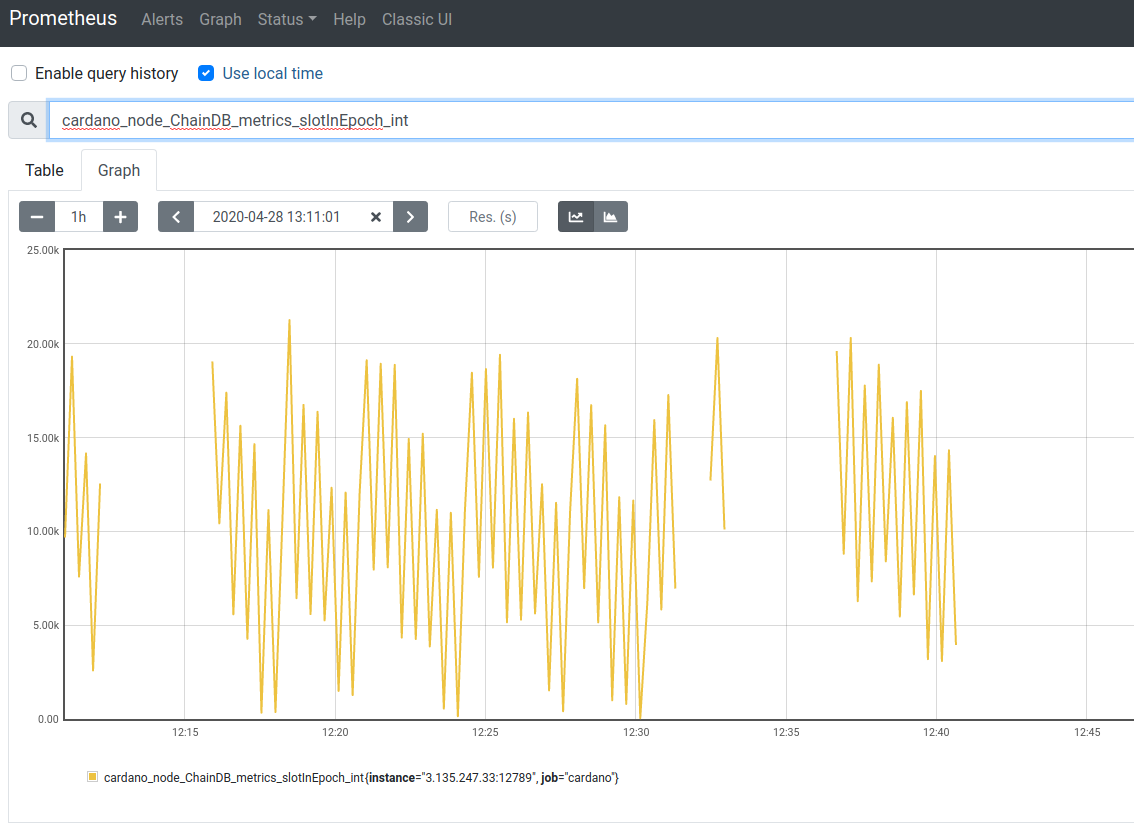 Prometheus Alerts Graph Status Help Classic UI
Enable query history Use local time
cardano_node_ChainDB_metrics_slotInEpoch_int
Table Graph
1h 2020-04-28 13:11:01 Res. (s)
25.00k
20.00k
15.00k
10.00k
5.00k
0.00
12:15 12:20 12:25 12:30 12:35 12:40 12:45
cardano_node_ChainDB_metrics_slotInEpoch_int{instance="3.135.247.33:12789", job="cardano"}